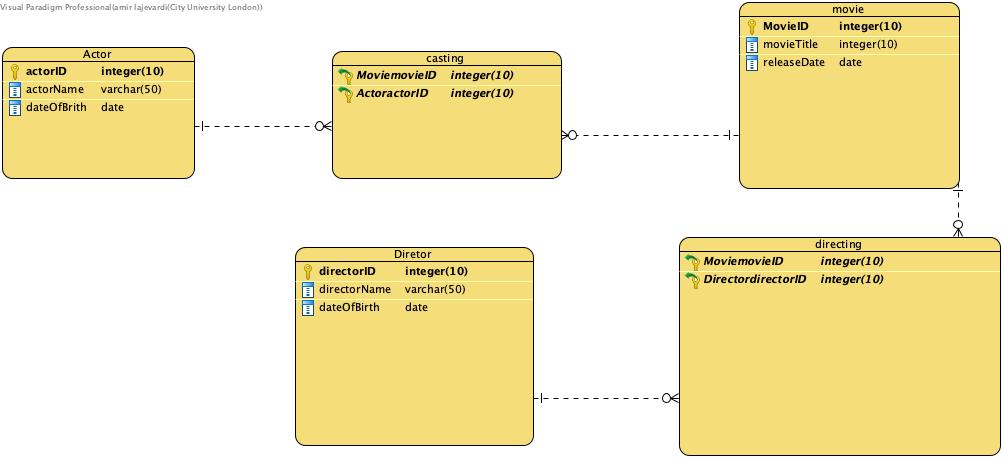 Visual Paradigm Professional(amir lajevardi(City University London))
Actor
actorID integer(10)
actorName varchar(50)
dateOfBrith date
casting
MoviemovieID integer(10)
ActoractorID integer(10)
movie
MovieID integer(10)
movieTitle integer(10)
releaseDate date
Diretor
directorID integer(10)
directorName varchar(50)
dateOfBirth date
directing
MoviemovieID integer(10)
DirectordirectorID integer(10)